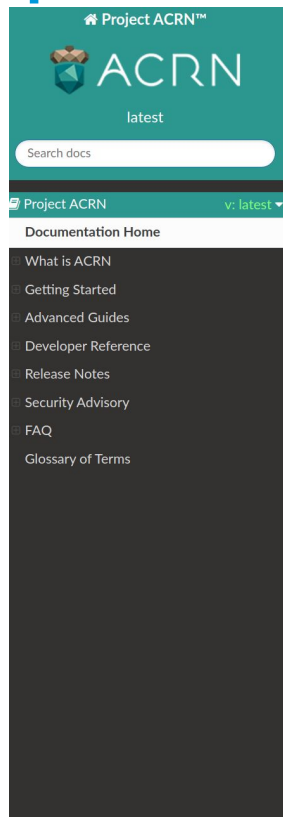 Project ACRN™
ACRN
latest
Search docs
Project ACRN v: latest
Documentation Home
What is ACRN
Getting Started
Advanced Guides
Developer Reference
Release Notes
Security Advisory
FAQ
Glossary of Terms